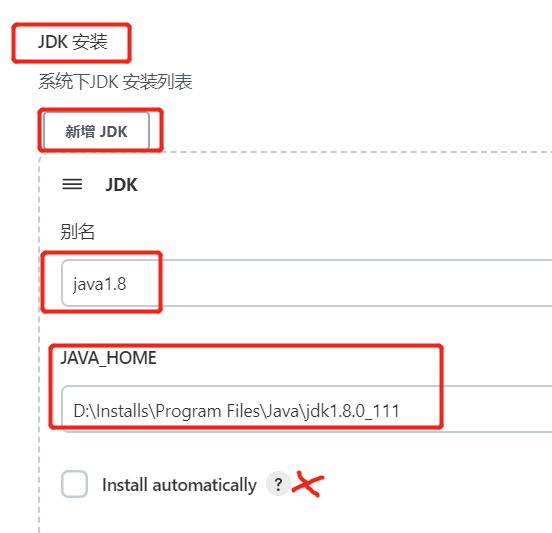 JDK 安装
系统下JDK 安装列表
新增 JDK
JDK
别名
java1.8
JAVA_HOME
D:\Installs\Program Files\Java\jdk1.8.0_111
Install automatically ?